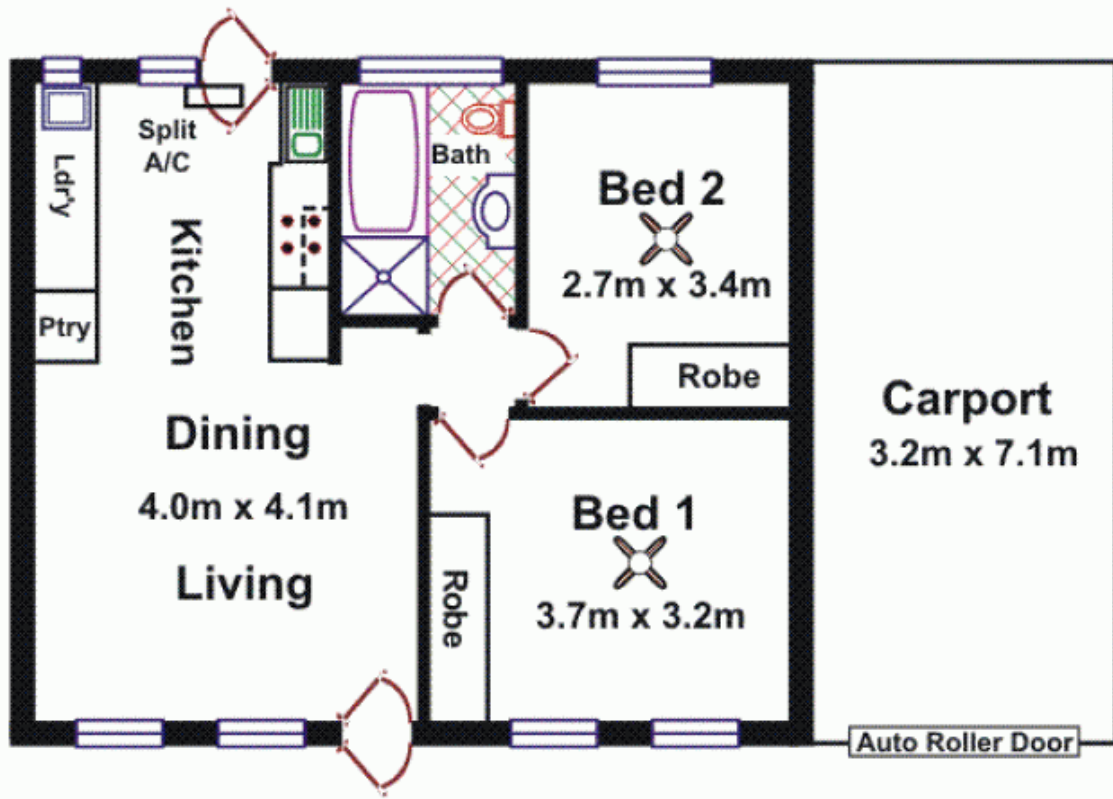 Split
A/C
Ldr'y
Kitchen
Ptry
Bath
Bed 2
2.7m x 3.4m
Robe
Dining
4.0m x 4.1m
Living
Bed 1
3.7m x 3.2m
Robe
Carport
3.2m x 7.1m
Auto Roller Door